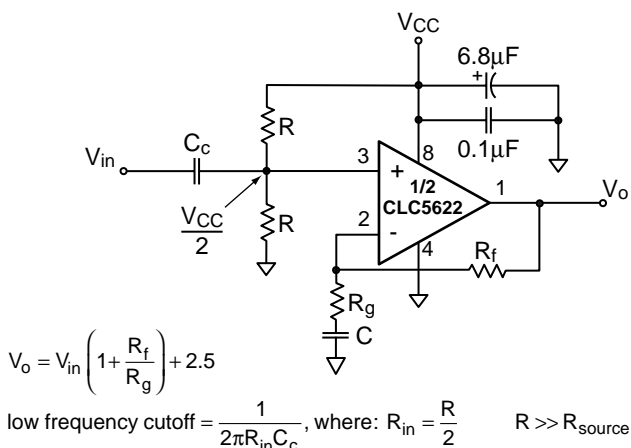 VCC
6.8μF
+
R
Cc
Vin
0.1μF
3
8
+
1/2
CLC5622
1
Vo
VCC
2
R
2
-
4
Rf
Rg
C
Vo = Vin (1+ Rf/Rg) + 2.5
low frequency cutoff = 1/(2πRinCc), where: Rin = R/2 R >> Rsource